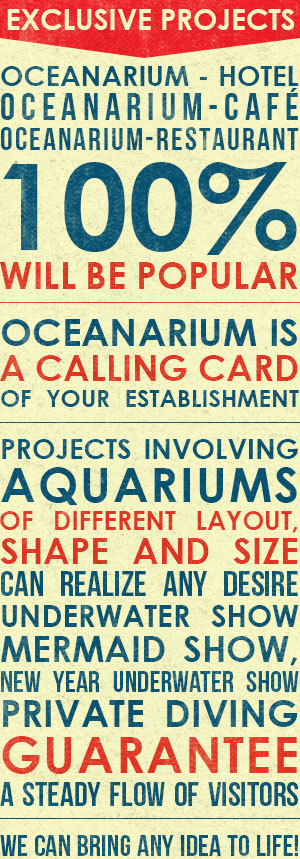 EXCLUSIVE PROJECTS
OCEANARIUM - HOTEL
OCEANARIUM-CAFÉ
OCEANARIUM-RESTAURANT
100%
WILL BE POPULAR
OCEANARIUM IS
A CALLING CARD
OF YOUR ESTABLISHMENT
PROJECTS INVOLVING
AQUARIUMS
OF DIFFERENT LAYOUT,
SHAPE AND SIZE
CAN REALIZE ANY DESIRE
UNDERWATER SHOW
MERMAID SHOW,
NEW YEAR UNDERWATER SHOW
PRIVATE DIVING
GUARANTEE
A STEADY FLOW OF VISITORS
WE CAN BRING ANY IDEA TO LIFE!